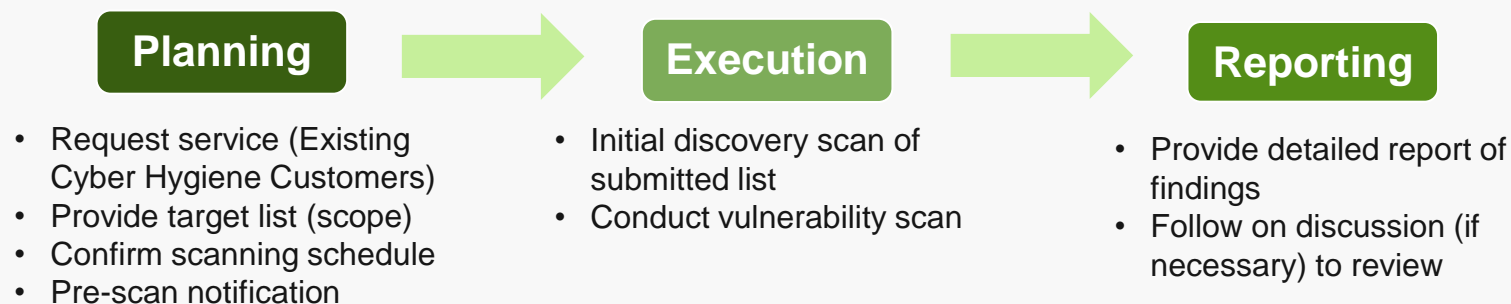 Planning
• Request service (Existing
Cyber Hygiene Customers)
• Provide target list (scope)
• Confirm scanning schedule
• Pre-scan notification
Execution
• Initial discovery scan of
submitted list
• Conduct vulnerability scan
Reporting
• Provide detailed report of
findings
• Follow on discussion (if
necessary) to review